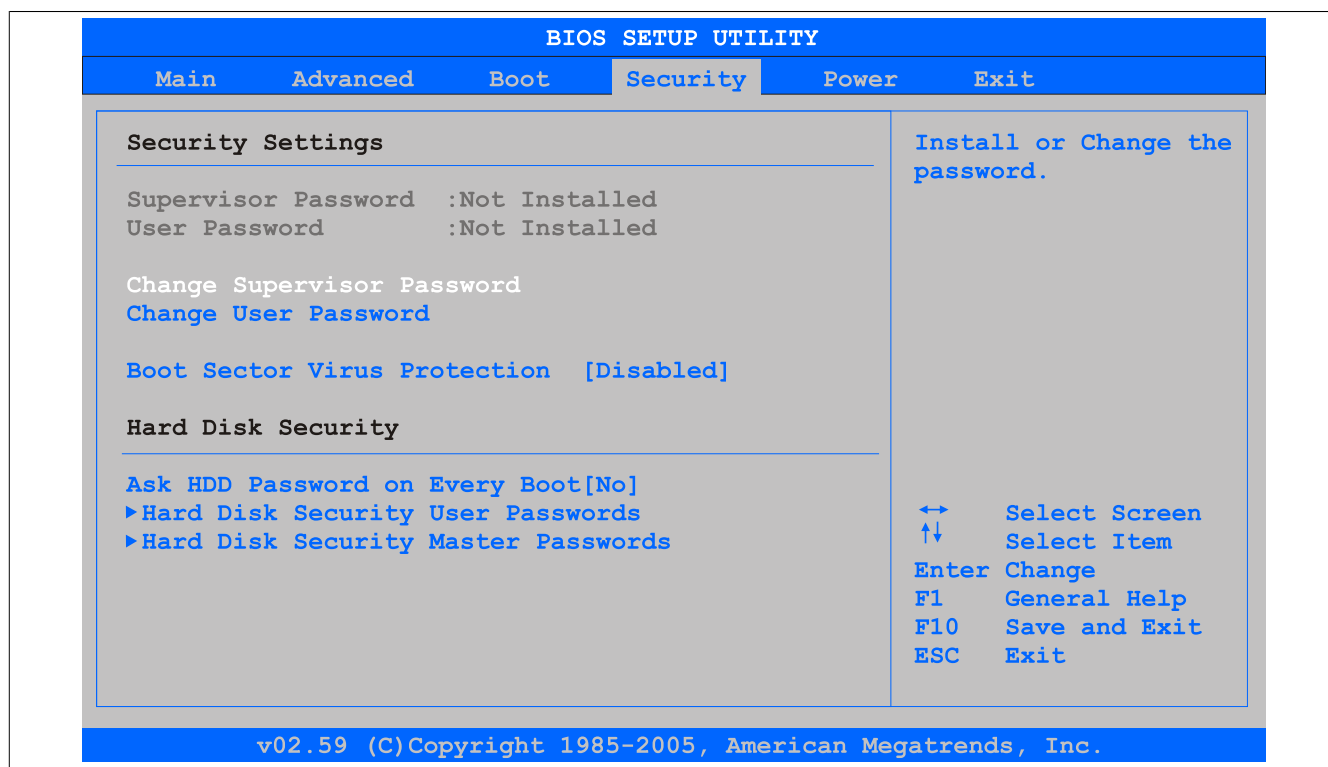 BIOS SETUP UTILITY
Main Advanced Boot Security Power Exit
Security Settings
Supervisor Password :Not Installed
User Password :Not Installed
Change Supervisor Password
Change User Password
Boot Sector Virus Protection [Disabled]
Hard Disk Security
Ask HDD Password on Every Boot[No]
▶Hard Disk Security User Passwords
▶Hard Disk Security Master Passwords
Install or Change the
password.
↔ Select Screen
↑↓ Select Item
Enter Change
F1 General Help
F10 Save and Exit
ESC Exit
v02.59 (C)Copyright 1985-2005, American Megatrends, Inc.